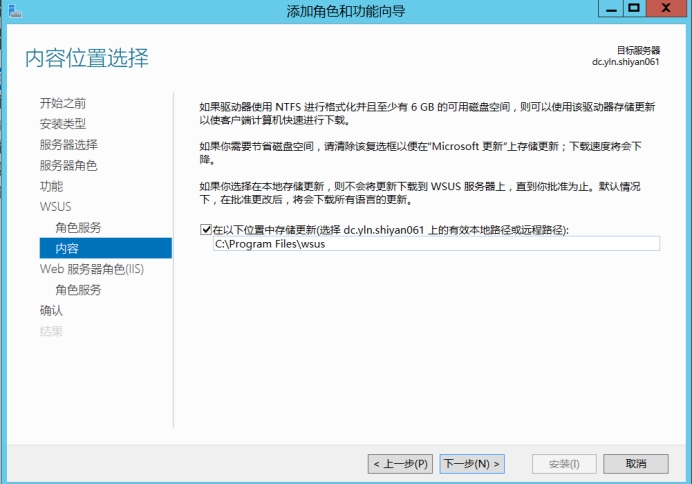 添加角色和功能向导
内容位置选择
目标服务器
dc.yln.shiyan061
开始之前
安装类型
服务器选择
服务器角色
功能
WSUS
角色服务
内容
Web 服务器角色(IIS)
角色服务
确认
结果
如果驱动器使用 NTFS 进行格式化并且至少有 6 GB 的可用磁盘空间，则可以使用该驱动器存储更新
以使客户端计算机快速进行下载。
如果你需要节省磁盘空间，请清除该复选框以便在"Microsoft 更新"上存储更新；下载速度将会下
降。
如果你选择在本地存储更新，则不会将更新下载到 WSUS 服务器上，直到你批准为止。默认情况
下，在批准更改后，将会下载所有语言的更新。
在以下位置中存储更新(选择 dc.yln.shiyan061 上的有效本地路径或远程路径):
C:\Program Files\wsus
< 上一步(P)
下一步(N) >
安装(I)
取消